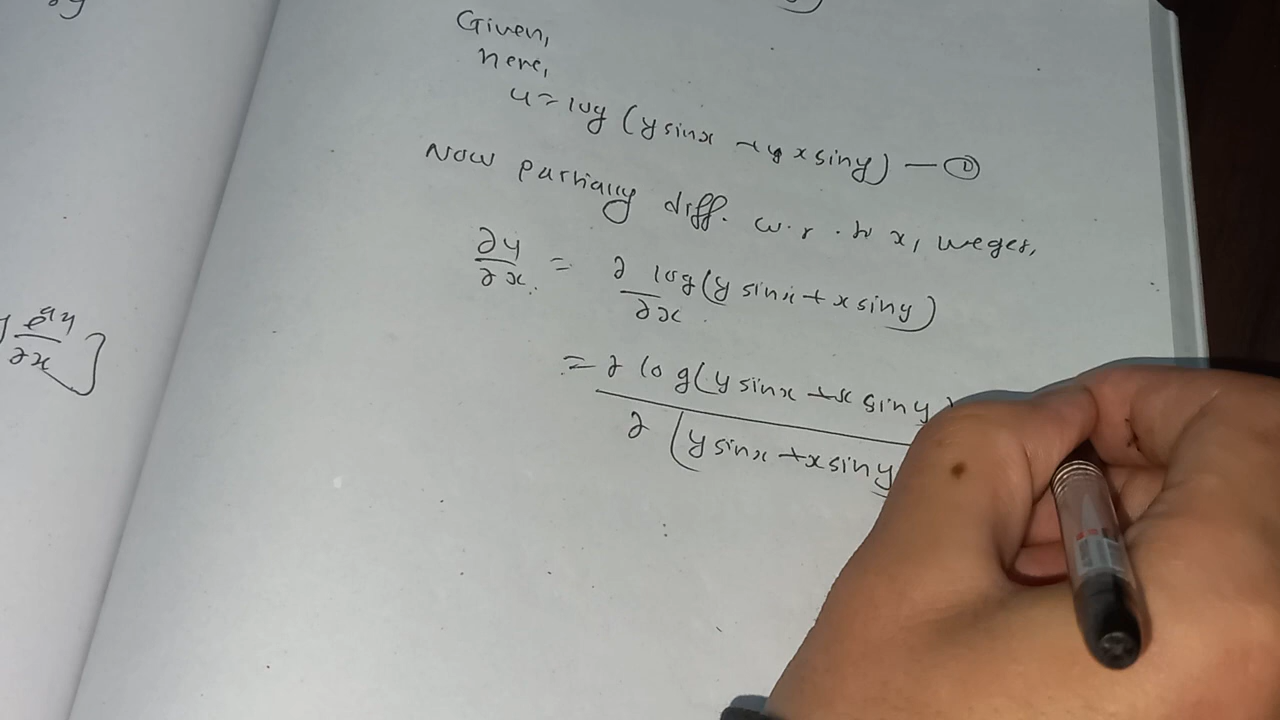 Given,
here,
u = log (y sinx + x siny) — ①
Now partially diff. w.r.to x, we get,
∂u/∂x = ∂/∂x log(y sinx + x siny)
= ∂ log(y sinx + x siny)
∂ (y sinx + x siny
∂x